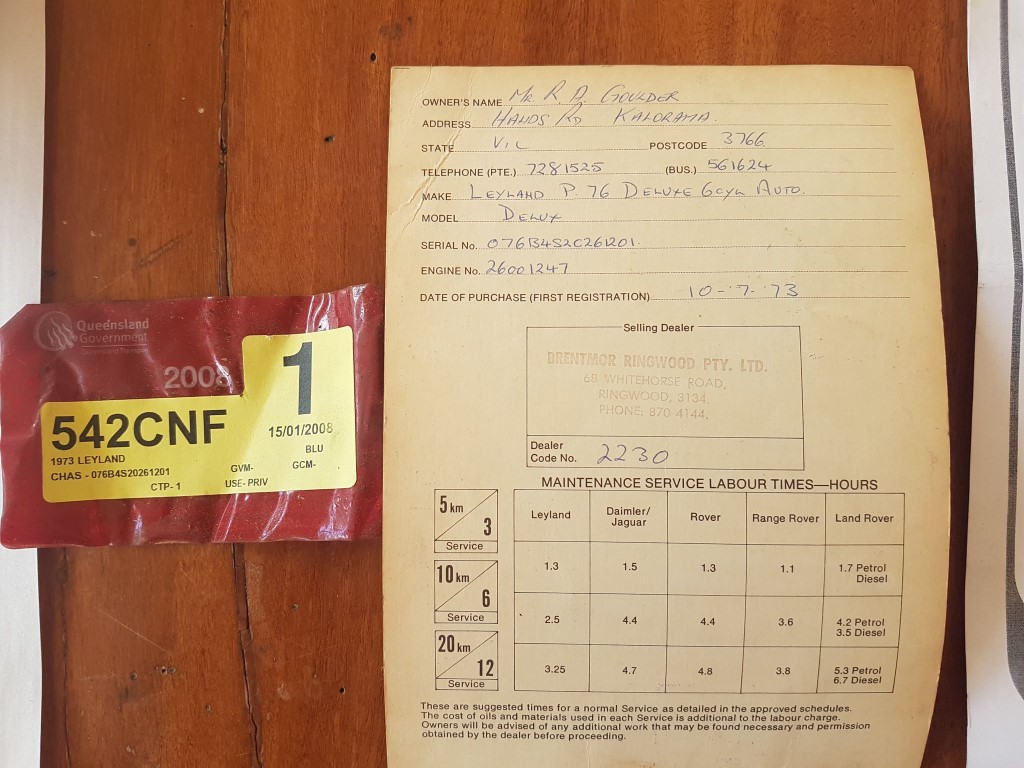 Queensland
Government
2008
1
542CNF
15/01/2008
1973 LEYLAND
BLU
CHAS - 076B4S20261201
GVM-
GCM-
CTP- 1
USE- PRIV
OWNER'S NAME Mr R. A. GOULDER
ADDRESS HANDS RD KALORAMA.
STATE VIC POSTCODE 3766
TELEPHONE (PTE.) 7281525 (BUS.) 561624
MAKE LEYLAND P. 76 DELUXE 6CYL AUTO.
MODEL DELUX
SERIAL No. 076B4S2C261201.
ENGINE No. 26001247
DATE OF PURCHASE (FIRST REGISTRATION) 10-7-73
Selling Dealer
BRENTMOR RINGWOOD PTY. LTD.
68 WHITEHORSE ROAD,
RINGWOOD, 3134.
PHONE: 870-4144.
Dealer
Code No. 2230
MAINTENANCE SERVICE LABOUR TIMES—HOURS
Leyland Daimler/ Jaguar Rover Range Rover Land Rover
5 km 3 Service 1.3 1.5 1.3 1.1 1.7 Petrol Diesel
10 km 6 Service 2.5 4.4 4.4 3.6 4.2 Petrol 3.5 Diesel
20 km 12 Service 3.25 4.7 4.8 3.8 5.3 Petrol 6.7 Diesel
These are suggested times for a normal Service as detailed in the approved schedules.
The cost of oils and materials used in each Service is additional to the labour charge.
Owners will be advised of any additional work that may be found necessary and permission
obtained by the dealer before proceeding.